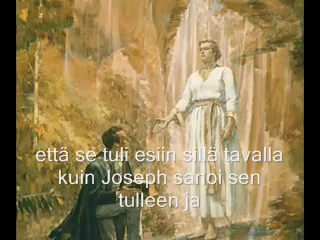 että se tuli esiin sillä tavalla
kuin Joseph sanoi sen
tulleen ja